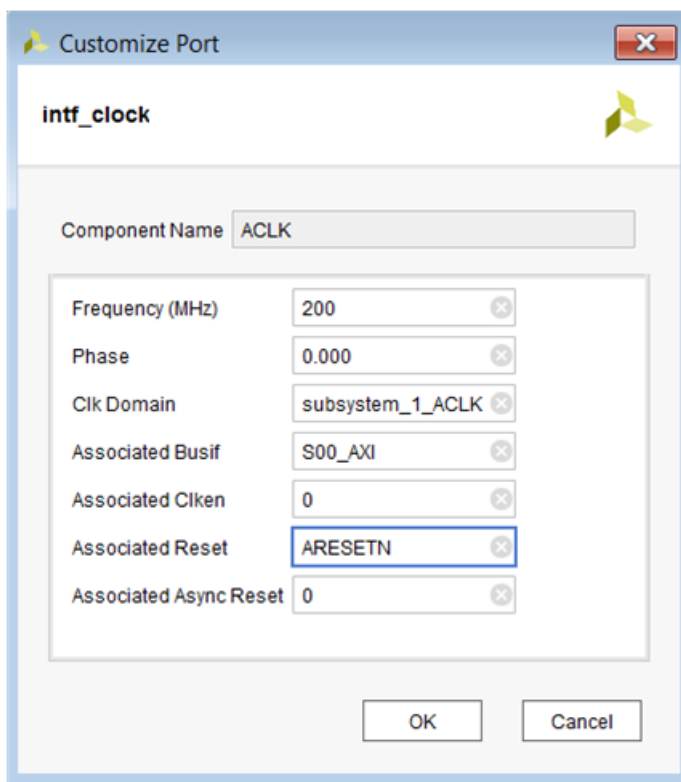 Customize Port
intf_clock
Component Name ACLK
Frequency (MHz) 200
Phase 0.000
Clk Domain subsystem_1_ACLK
Associated Busif S00_AXI
Associated Clken 0
Associated Reset ARESETN
Associated Async Reset 0
OK Cancel